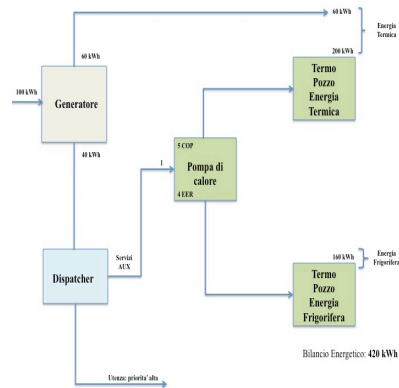 60 kWh
Energia
Termica
60 kWh
200 kWh
100 kWh
Generatore
Termo
Pozzo
Energia
Termica
40 kWh
5 COP
1
Pompa di
calore
4 EER
Servizi
AUX
Dispatcher
160 kWh
Energia
Frigorifera
Termo
Pozzo
Energia
Frigorifera
Bilancio Energetico: 420 kWh
Utenza: priorita' alta